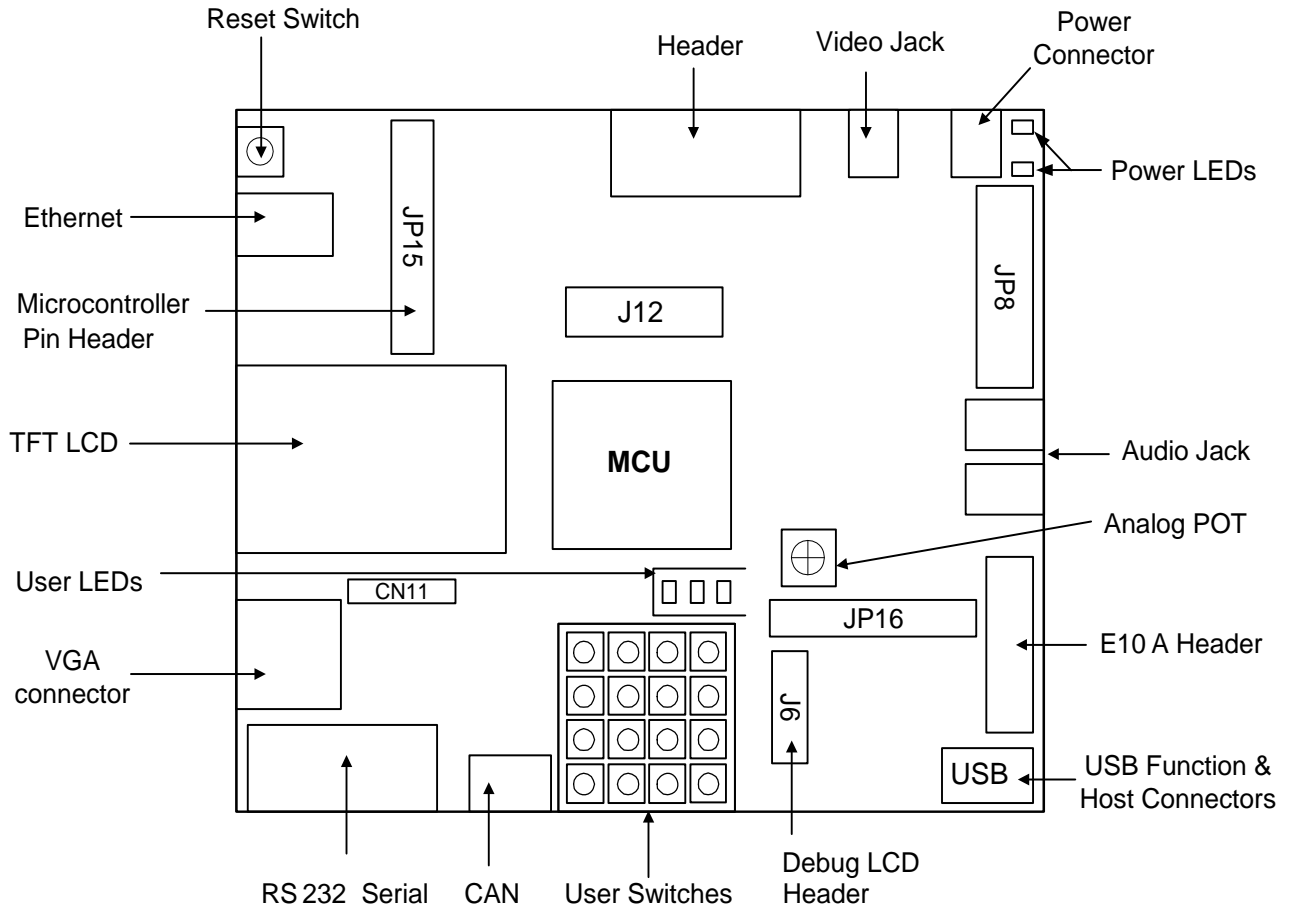 Reset Switch
Header
Video Jack
Power
Connector
Power LEDs
Ethernet
JP15
JP8
Microcontroller
Pin Header
J12
TFT LCD
MCU
Audio Jack
Analog POT
User LEDs
CN11
JP16
E10 A Header
VGA
connector
J6
USB
USB Function &
Host Connectors
RS 232 Serial
CAN
User Switches
Debug LCD
Header